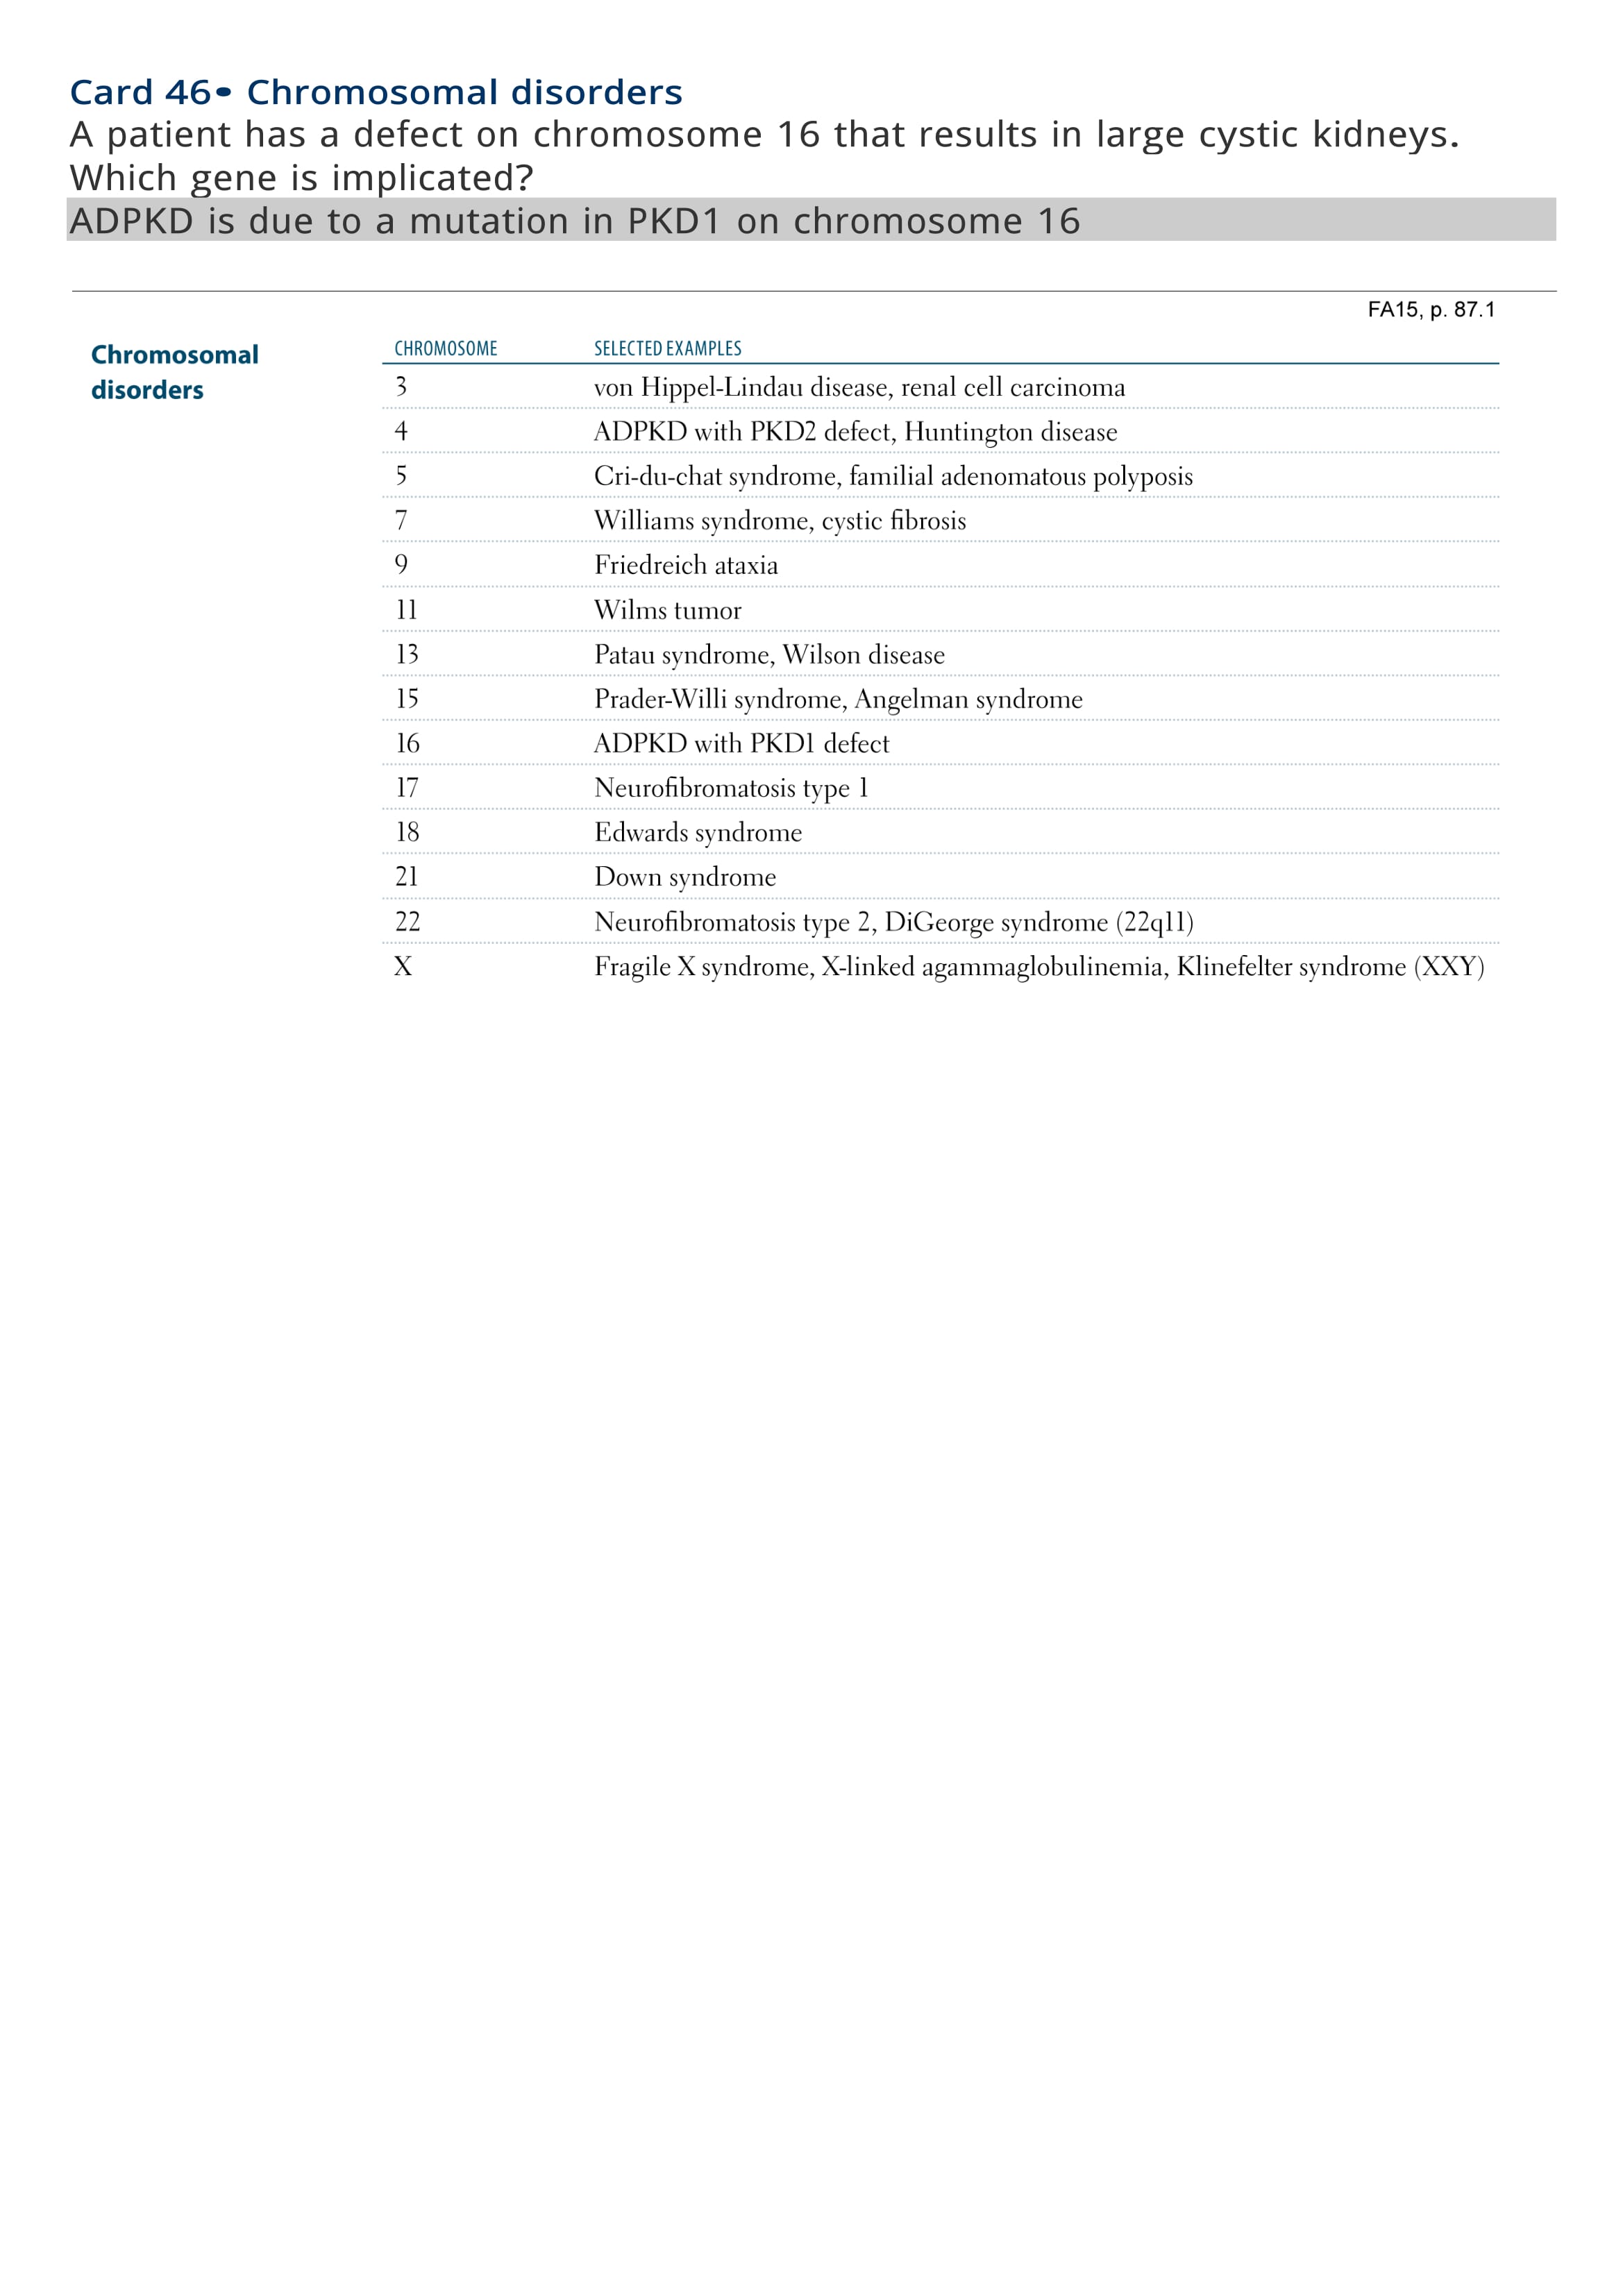 Card 46• Chromosomal disorders
A patient has a defect on chromosome 16 that results in large cystic kidneys.
Which gene is implicated?
ADPKD is due to a mutation in PKD1 on chromosome 16
FA15, p. 87.1
Chromosomal
disorders
CHROMOSOME SELECTED EXAMPLES
3 von Hippel-Lindau disease, renal cell carcinoma
4 ADPKD with PKD2 defect, Huntington disease
5 Cri-du-chat syndrome, familial adenomatous polyposis
7 Williams syndrome, cystic fibrosis
9 Friedreich ataxia
11 Wilms tumor
13 Patau syndrome, Wilson disease
15 Prader-Willi syndrome, Angelman syndrome
16 ADPKD with PKD1 defect
17 Neurofibromatosis type 1
18 Edwards syndrome
21 Down syndrome
22 Neurofibromatosis type 2, DiGeorge syndrome (22q11)
X Fragile X syndrome, X-linked agammaglobulinemia, Klinefelter syndrome (XXY)